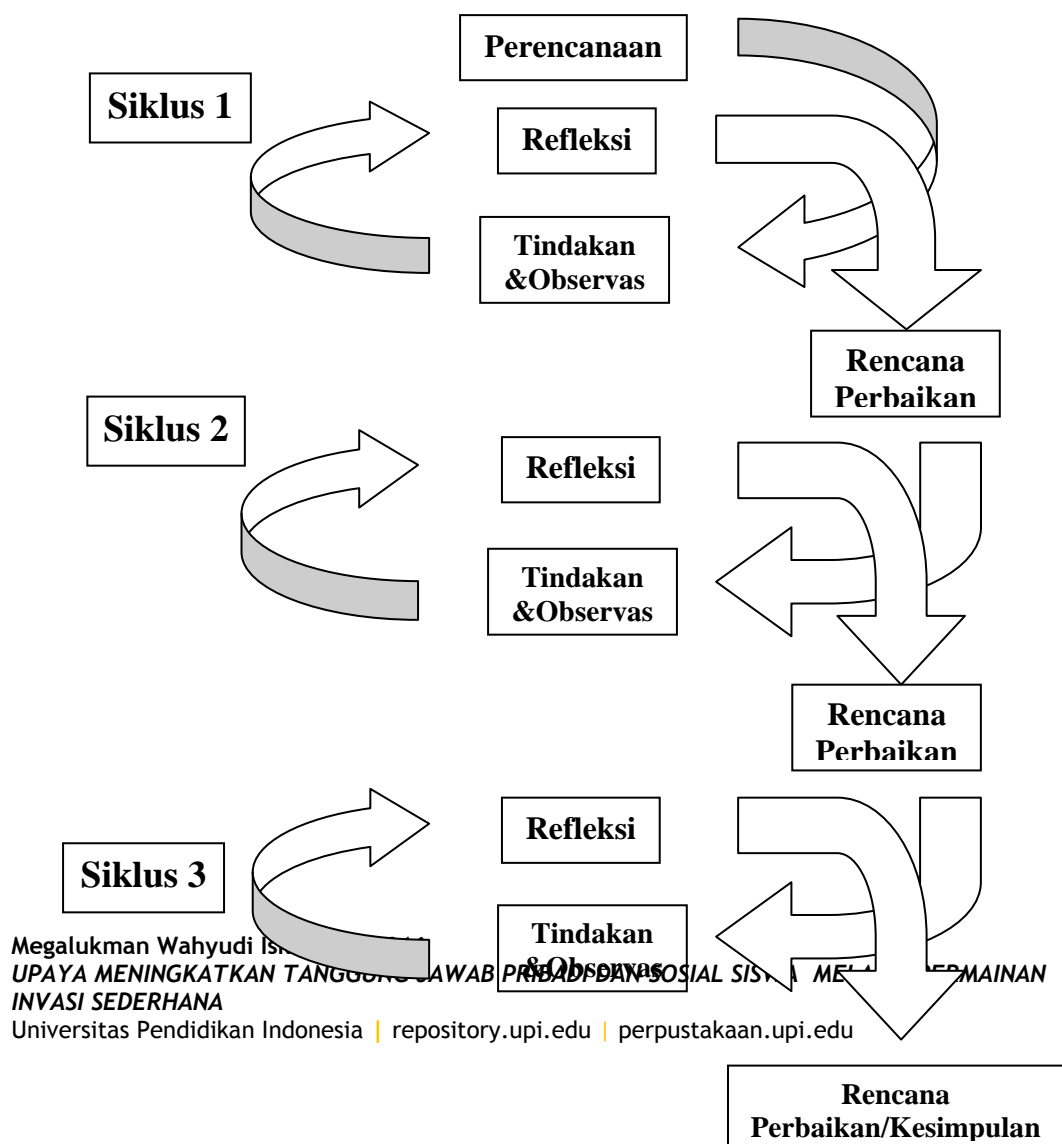 Perencanaan
Siklus 1
Refleksi
Tindakan
&Observas
Rencana
Perbaikan
Siklus 2
Refleksi
Tindakan
&Observas
Rencana
Perbaikan
Siklus 3
Refleksi
Tindakan
&Observas
Megalukman Wahyudi
UPAYA MENINGKATKAN TANGGUNG JAWAB PRIBADI DAN SOSIAL SISWA
INVASI SEDERHANA
Universitas Pendidikan Indonesia | repository.upi.edu | perpustakaan.upi.edu
Rencana
Perbaikan/Kesimpulan